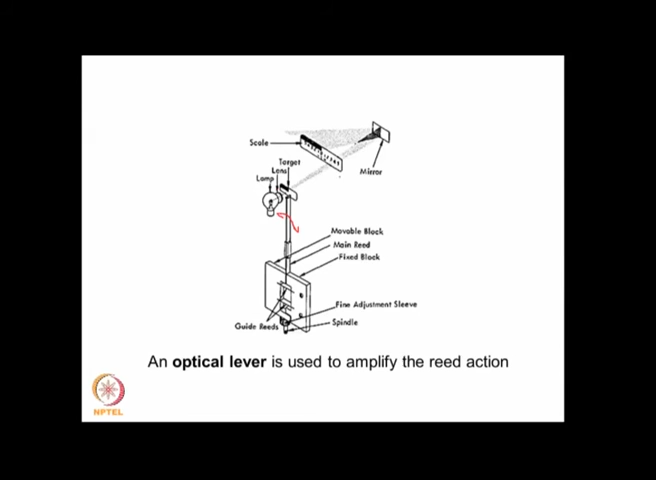 Scale
Target
Lens
Lamp
Mirror
Movable Block
Main Reed
Fixed Block
Fine Adjustment Sleeve
Guide Reeds
Spindle
An optical lever is used to amplify the reed action
NPTEL